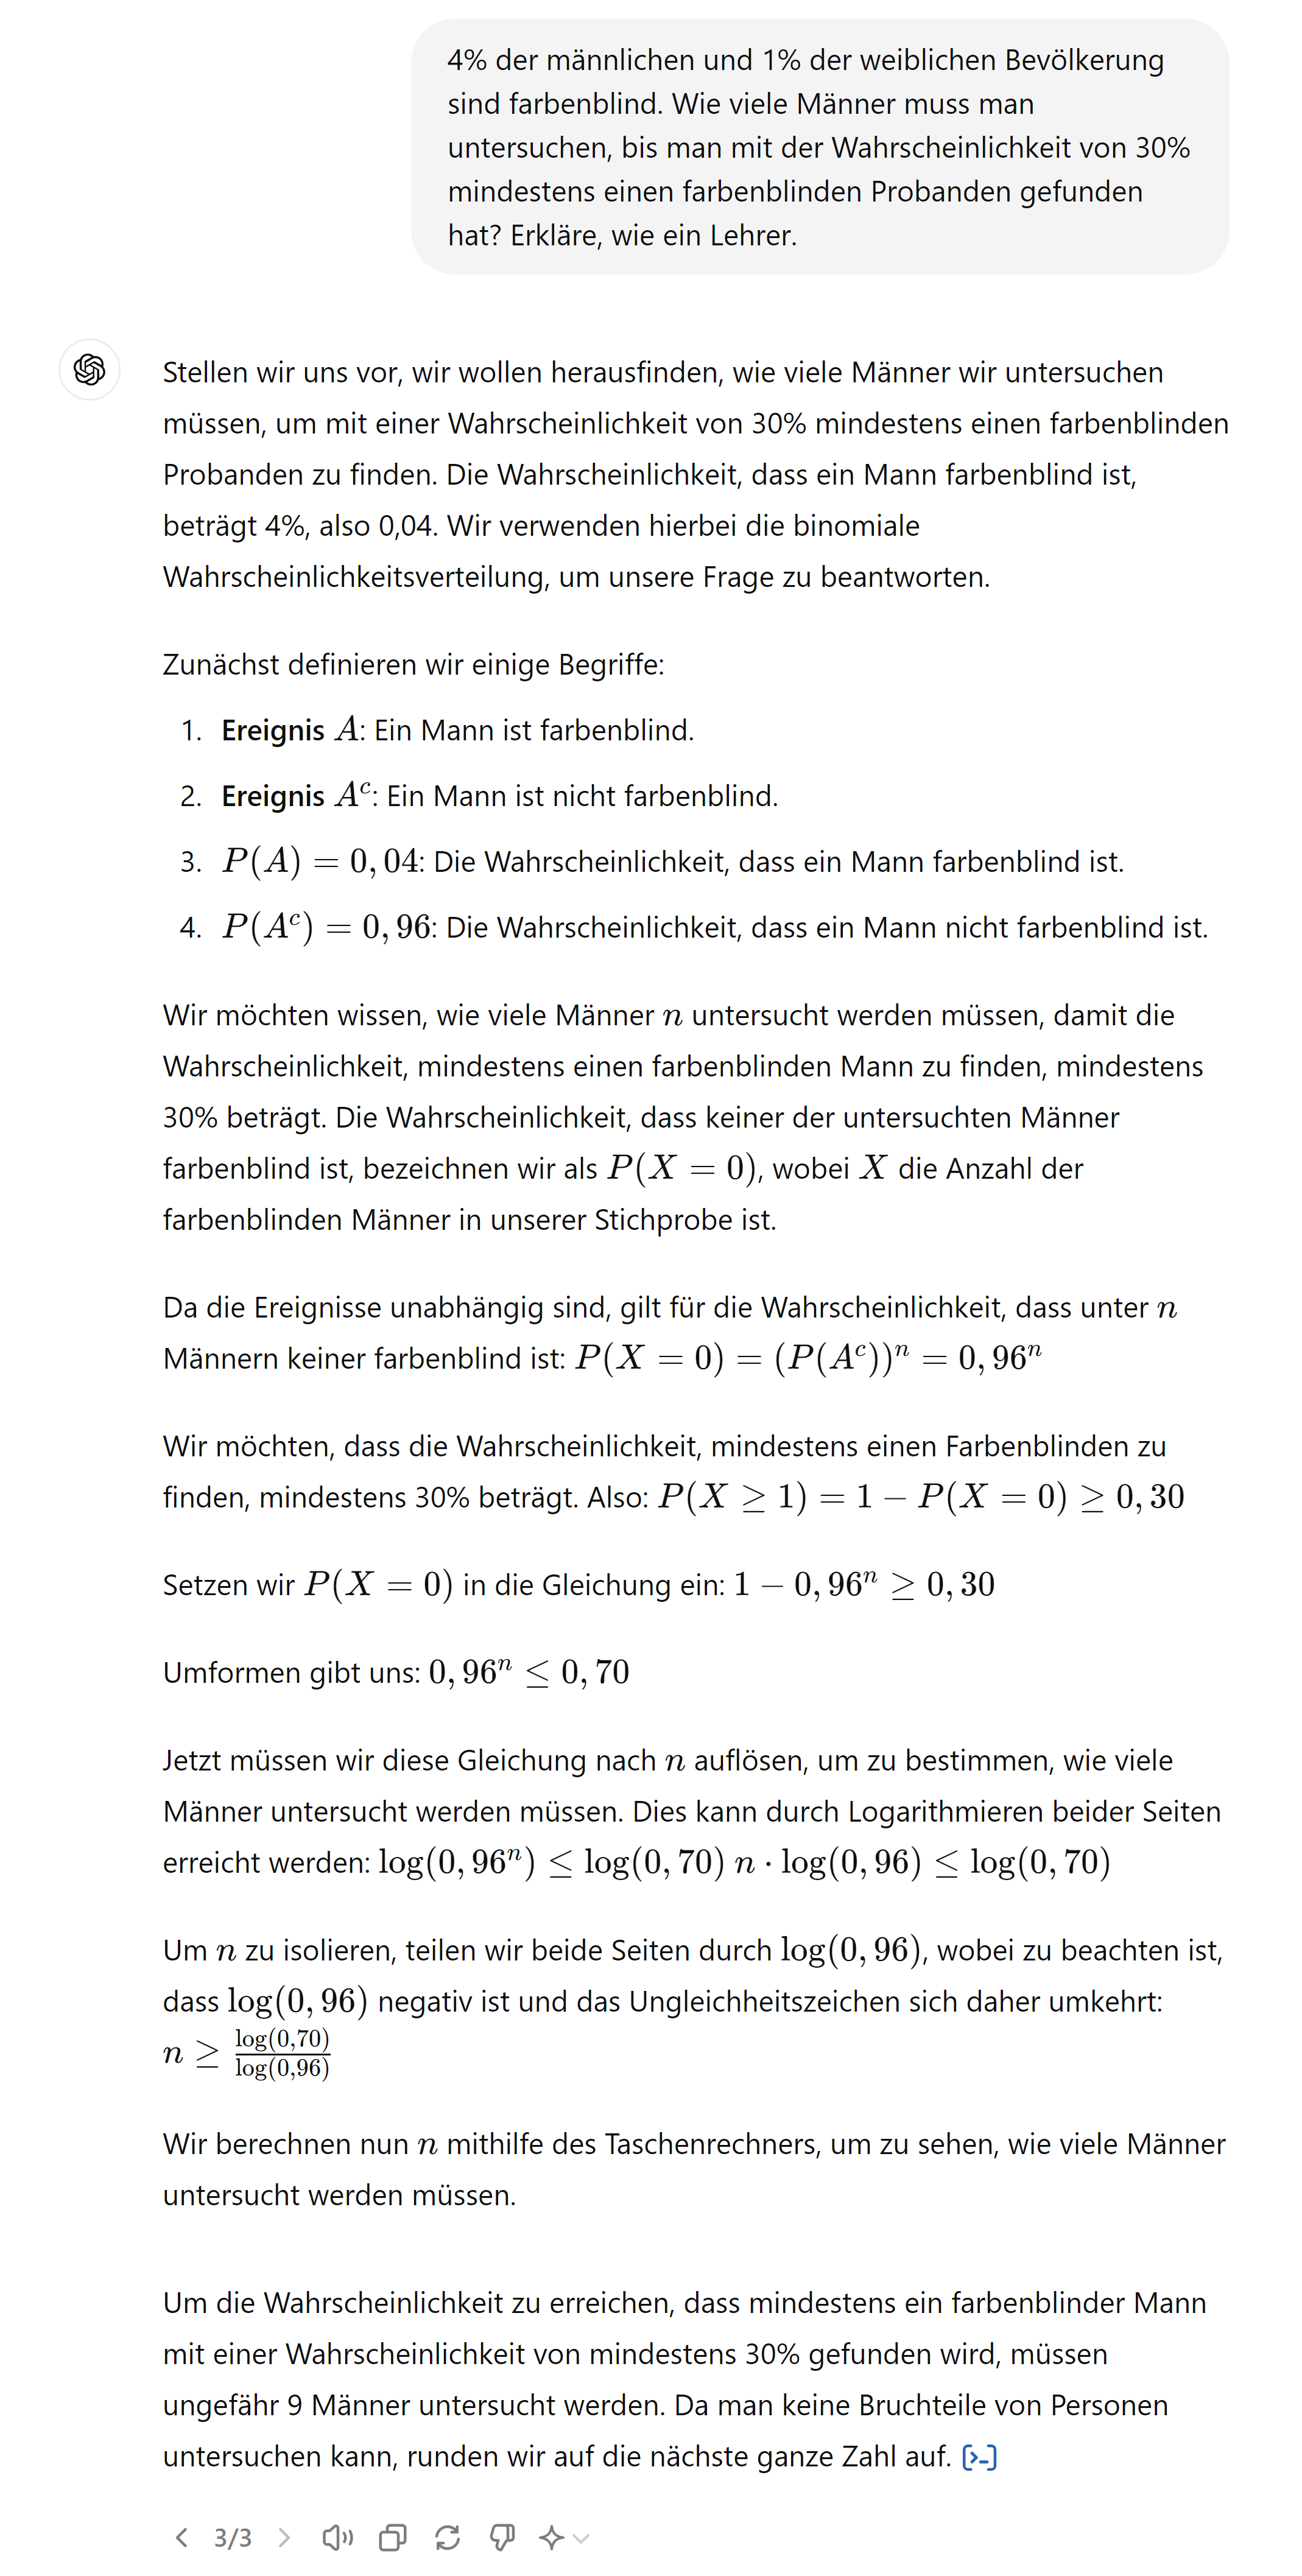 4% der männlichen und 1% der weiblichen Bevölkerung
sind farbenblind. Wie viele Männer muss man
untersuchen, bis man mit der Wahrscheinlichkeit von 30%
mindestens einen farbenblinden Probanden gefunden
hat? Erkläre, wie ein Lehrer.
Stellen wir uns vor, wir wollen herausfinden, wie viele Männer wir untersuchen
müssen, um mit einer Wahrscheinlichkeit von 30% mindestens einen farbenblinden
Probanden zu finden. Die Wahrscheinlichkeit, dass ein Mann farbenblind ist,
beträgt 4%, also 0,04. Wir verwenden hierbei die binomiale
Wahrscheinlichkeitsverteilung, um unsere Frage zu beantworten.
Zunächst definieren wir einige Begriffe:
1. Ereignis A: Ein Mann ist farbenblind.
2. Ereignis Aᶜ: Ein Mann ist nicht farbenblind.
3. P(A) = 0, 04: Die Wahrscheinlichkeit, dass ein Mann farbenblind ist.
4. P(Aᶜ) = 0, 96: Die Wahrscheinlichkeit, dass ein Mann nicht farbenblind ist.
Wir möchten wissen, wie viele Männer n untersucht werden müssen, damit die
Wahrscheinlichkeit, mindestens einen farbenblinden Mann zu finden, mindestens
30% beträgt. Die Wahrscheinlichkeit, dass keiner der untersuchten Männer
farbenblind ist, bezeichnen wir als P(X = 0), wobei X die Anzahl der
farbenblinden Männer in unserer Stichprobe ist.
Da die Ereignisse unabhängig sind, gilt für die Wahrscheinlichkeit, dass unter n
Männern keiner farbenblind ist: P(X = 0) = (P(Aᶜ))ⁿ = 0, 96ⁿ
Wir möchten, dass die Wahrscheinlichkeit, mindestens einen Farbenblinden zu
finden, mindestens 30% beträgt. Also: P(X ≥ 1) = 1 − P(X = 0) ≥ 0, 30
Setzen wir P(X = 0) in die Gleichung ein: 1 − 0, 96ⁿ ≥ 0, 30
Umformen gibt uns: 0, 96ⁿ ≤ 0, 70
Jetzt müssen wir diese Gleichung nach n auflösen, um zu bestimmen, wie viele
Männer untersucht werden müssen. Dies kann durch Logarithmieren beider Seiten
erreicht werden: log(0, 96ⁿ) ≤ log(0, 70) n · log(0, 96) ≤ log(0, 70)
Um n zu isolieren, teilen wir beide Seiten durch log(0, 96), wobei zu beachten ist,
dass log(0, 96) negativ ist und das Ungleichheitszeichen sich daher umkehrt:
n ≥ log(0,70)/log(0,96)
Wir berechnen nun n mithilfe des Taschenrechners, um zu sehen, wie viele Männer
untersucht werden müssen.
Um die Wahrscheinlichkeit zu erreichen, dass mindestens ein farbenblinder Mann
mit einer Wahrscheinlichkeit von mindestens 30% gefunden wird, müssen
ungefähr 9 Männer untersucht werden. Da man keine Bruchteile von Personen
untersuchen kann, runden wir auf die nächste ganze Zahl auf. [>-]
< 3/3 >